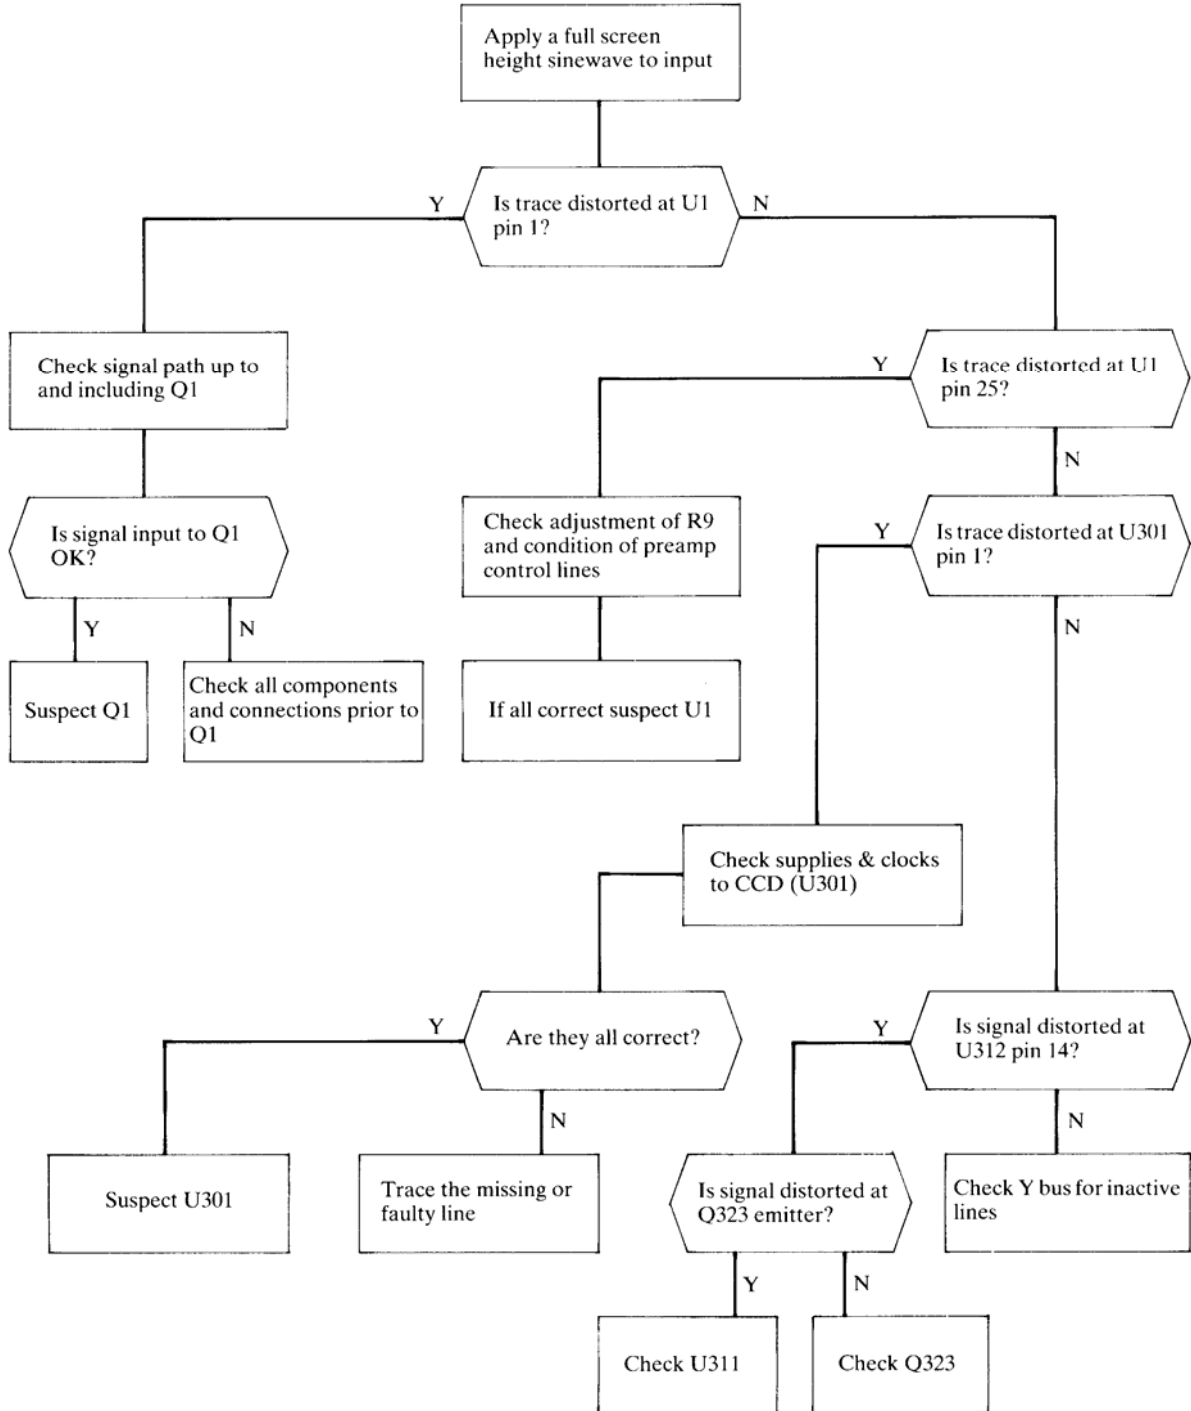 Apply a full screen
height sinewave to input
Y
Is trace distorted at U1
pin 1?
N
Check signal path up to
and including Q1
Y
Is trace distorted at U1
pin 25?
N
Is signal input to Q1
OK?
Check adjustment of R9
and condition of preamp
control lines
Y
Is trace distorted at U301
pin 1?
Y
N
N
Suspect Q1
Check all components
and connections prior to
Q1
If all correct suspect U1
Check supplies & clocks
to CCD (U301)
Y
Are they all correct?
Y
Is signal distorted at
U312 pin 14?
N
N
Suspect U301
Trace the missing or
faulty line
Is signal distorted at
Q323 emitter?
Check Y bus for inactive
lines
Y
N
Check U311
Check Q323